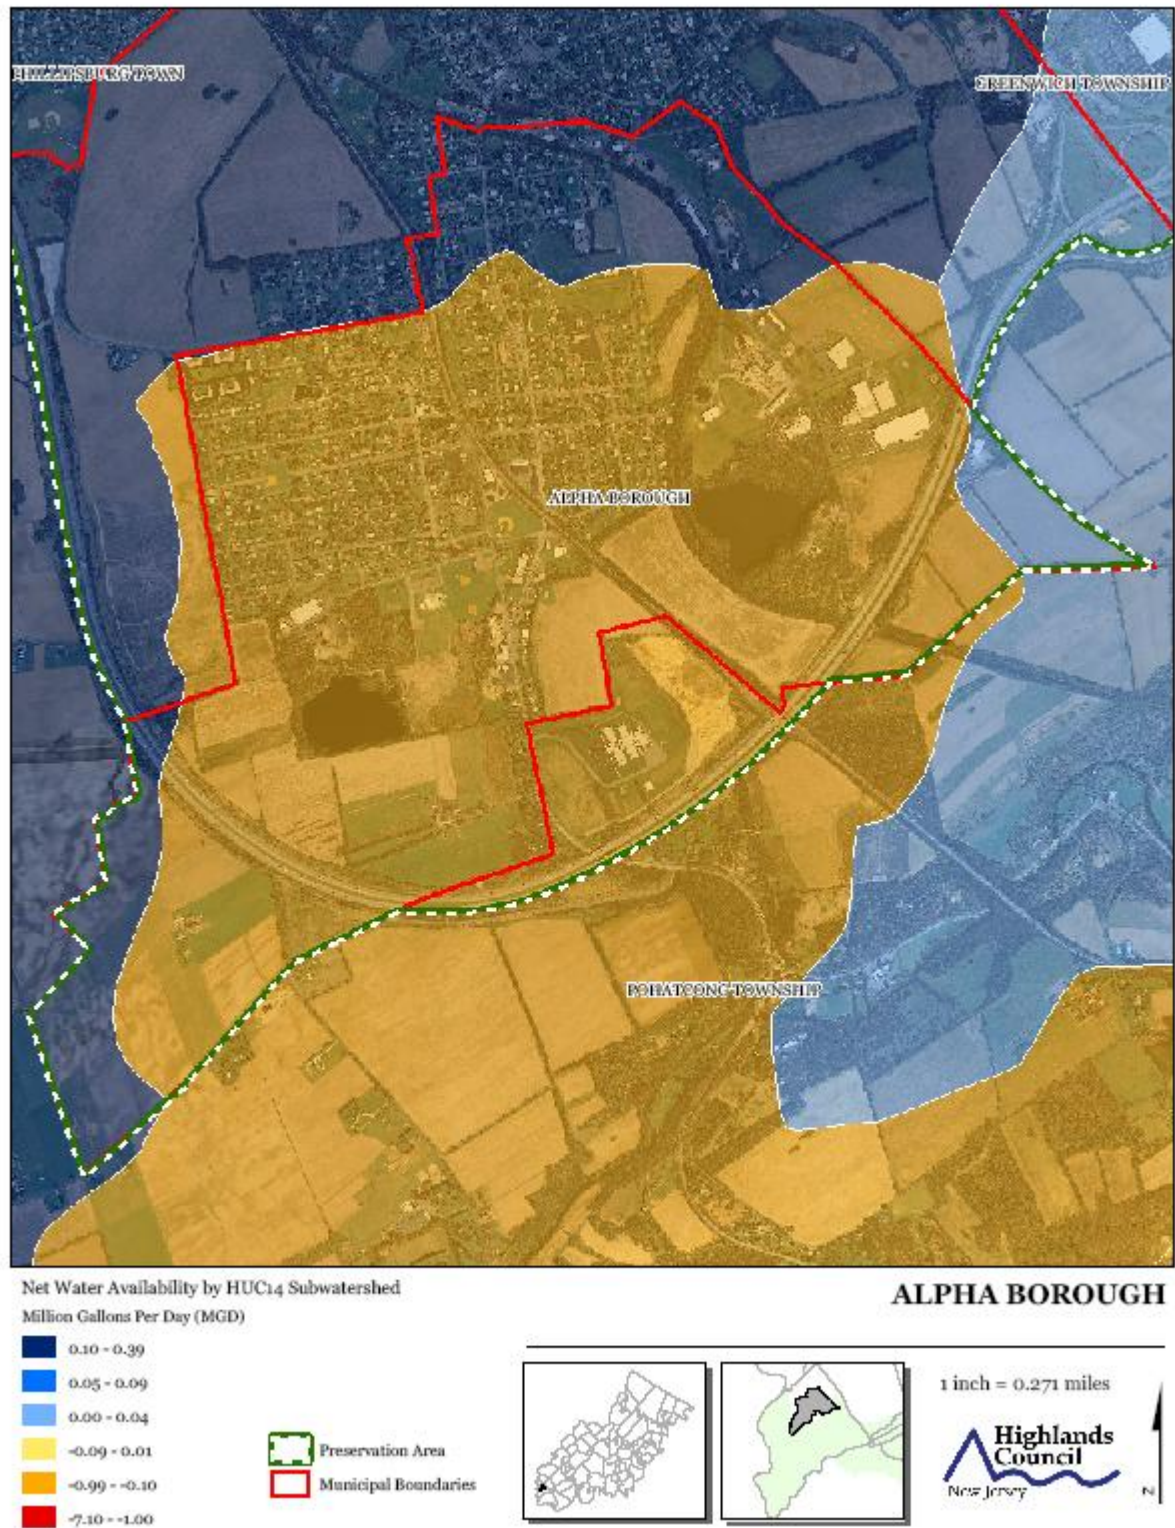 PHILLIPSBURG TOWN
GREENWICH TOWNSHIP
ALPHA BOROUGH
POHATCONG TOWNSHIP
Net Water Availability by HUC14 Subwatershed
Million Gallons Per Day (MGD)
0.10 - 0.39
0.05 - 0.09
0.00 - 0.04
-0.09 - 0.01
-0.99 - -0.10
-7.10 - -1.00
Preservation Area
Municipal Boundaries
ALPHA BOROUGH
1 inch = 0.271 miles
Highlands
Council
New Jersey
N